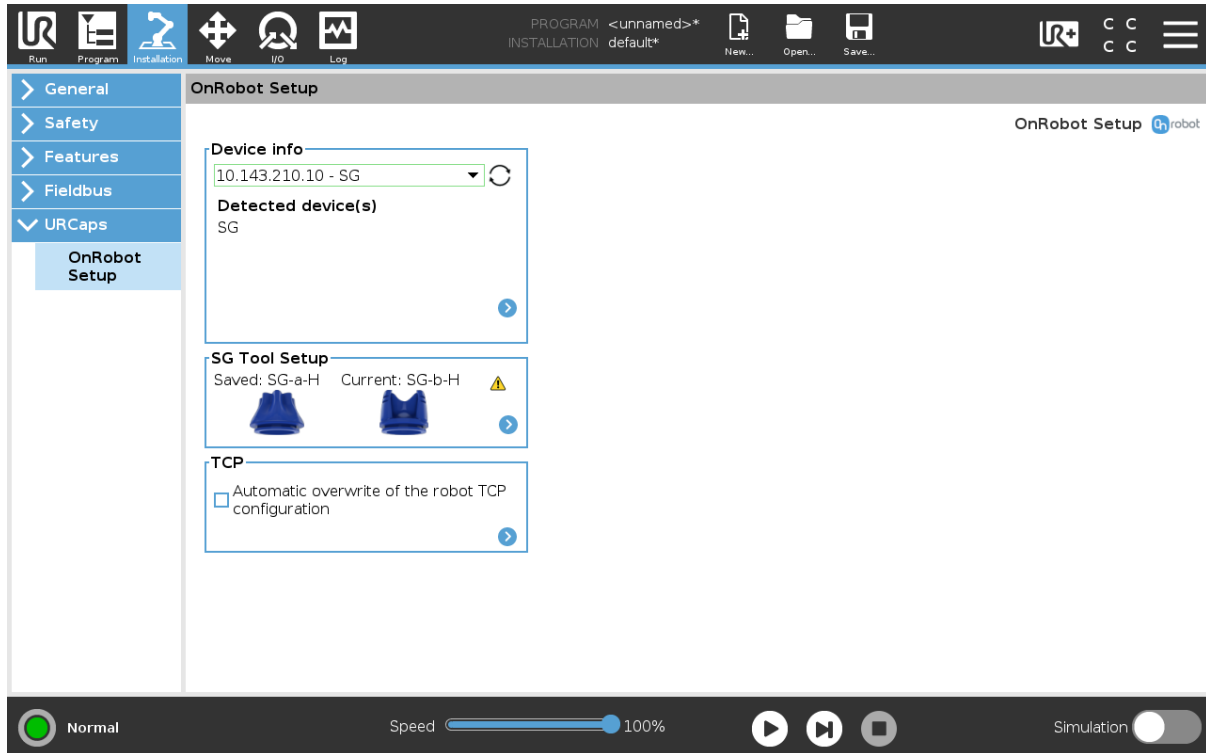 PROGRAM <unnamed>*
INSTALLATION default*
Run Program Installation Move I/O Log New... Open... Save...
UR+
C C
C C
General
Safety
Features
Fieldbus
URCaps
OnRobot
Setup
OnRobot Setup
OnRobot Setup On robot
Device info
10.143.210.10 - SG
Detected device(s)
SG
SG Tool Setup
Saved: SG-a-H Current: SG-b-H
TCP
Automatic overwrite of the robot TCP
configuration
Normal Speed 100% Simulation